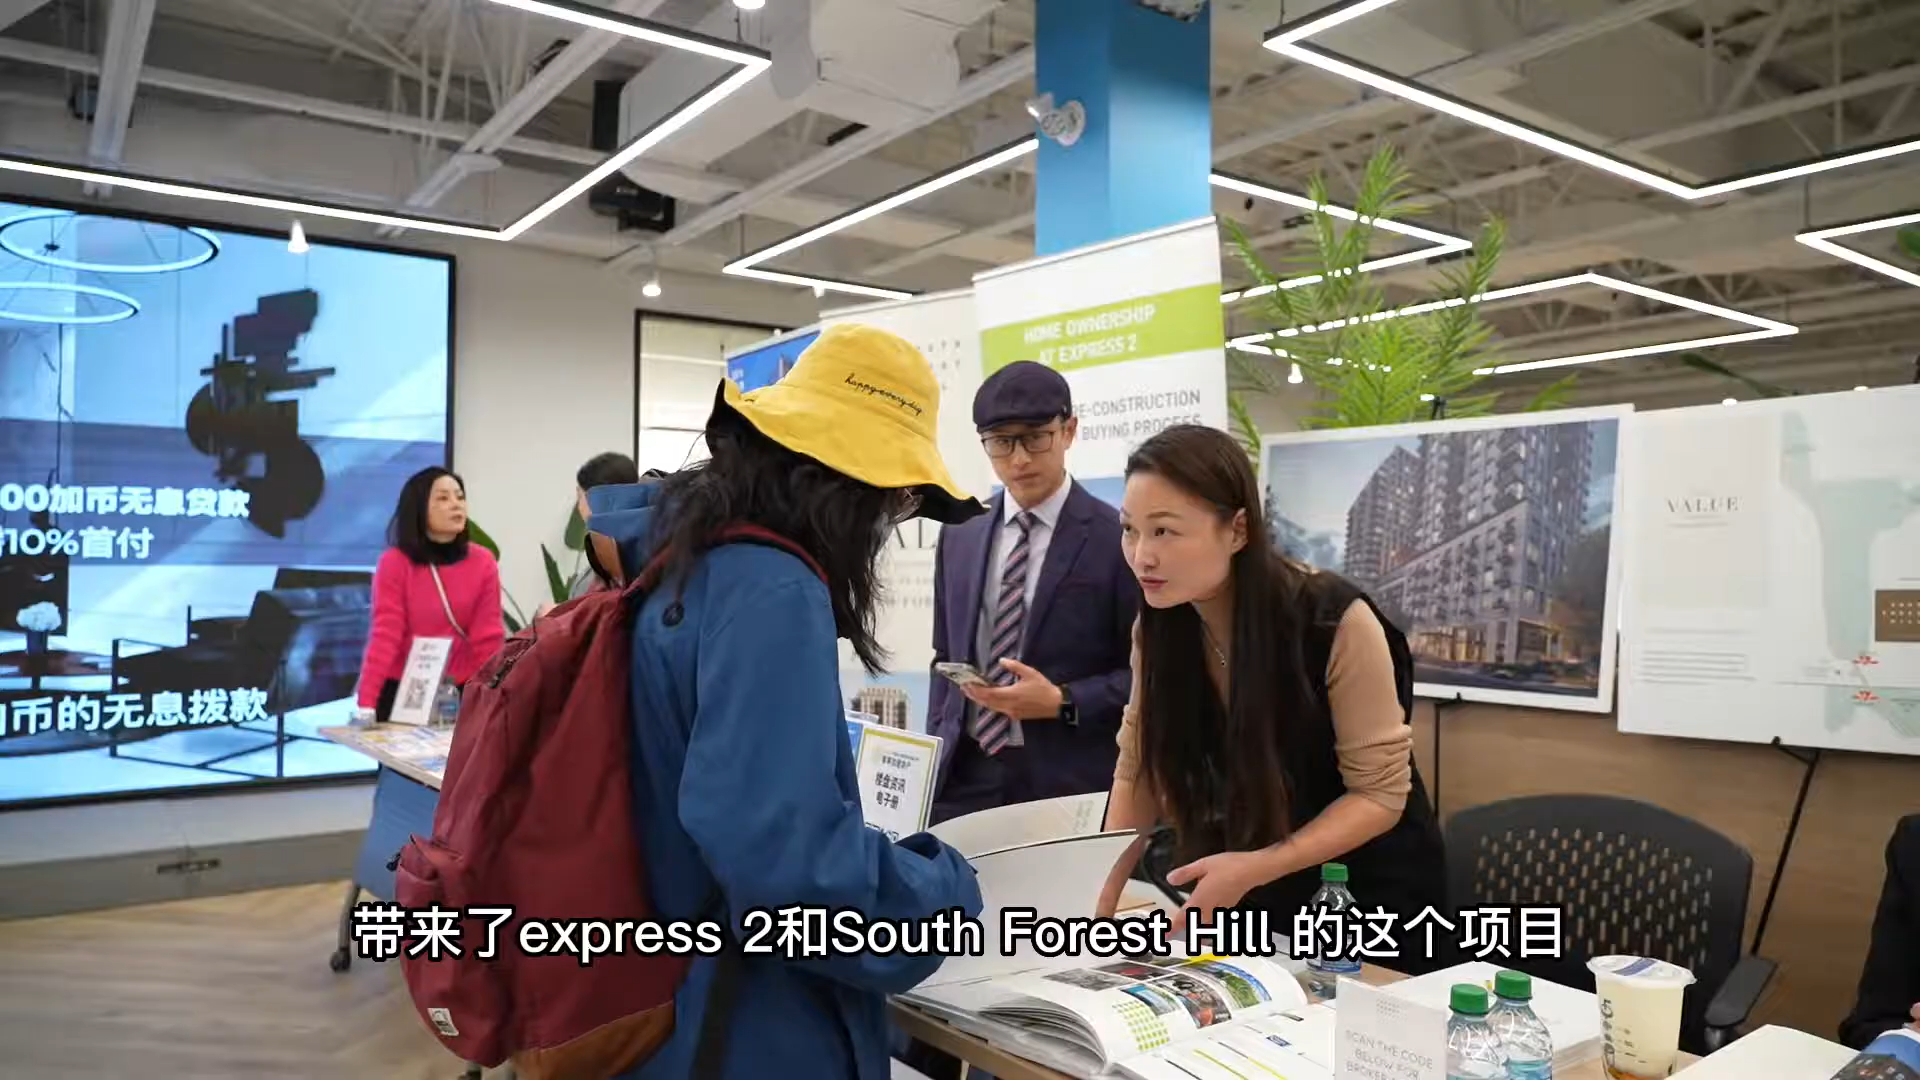 happy everyday
HOME OWNERSHIP
AT EXPRESS 2
RE-CONSTRUCTION
BUYING PROCESS
VALUE
00加币无息贷款
10%首付
币的无息拨款
楼盘资讯
电子册
带来了express 2和South Forest Hill 的这个项目
SCAN THE CODE
BELOW FOR
BROKER